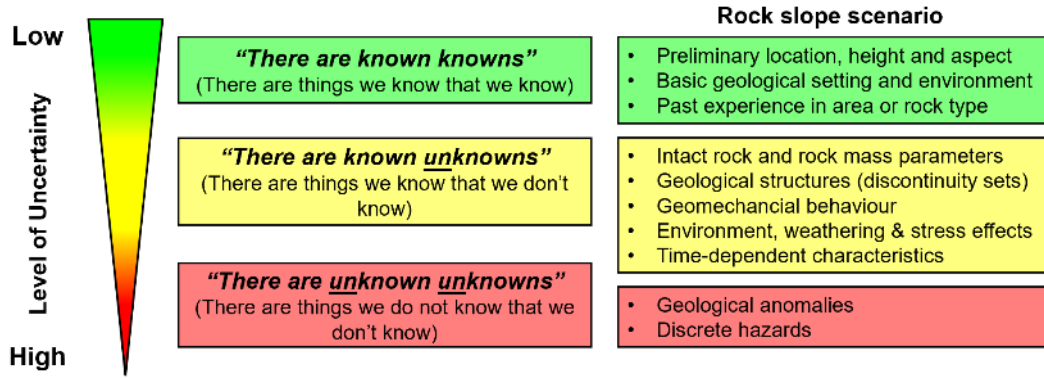 Rock slope scenario
Low
Level of Uncertainty
High
“There are known knowns”
(There are things we know that we know)
• Preliminary location, height and aspect
• Basic geological setting and environment
• Past experience in area or rock type
“There are known unknowns”
(There are things we know that we don't
know)
• Intact rock and rock mass parameters
• Geological structures (discontinuity sets)
• Geomechancial behaviour
• Environment, weathering & stress effects
• Time-dependent characteristics
“There are unknown unknowns”
(There are things we do not know that we
don't know)
• Geological anomalies
• Discrete hazards